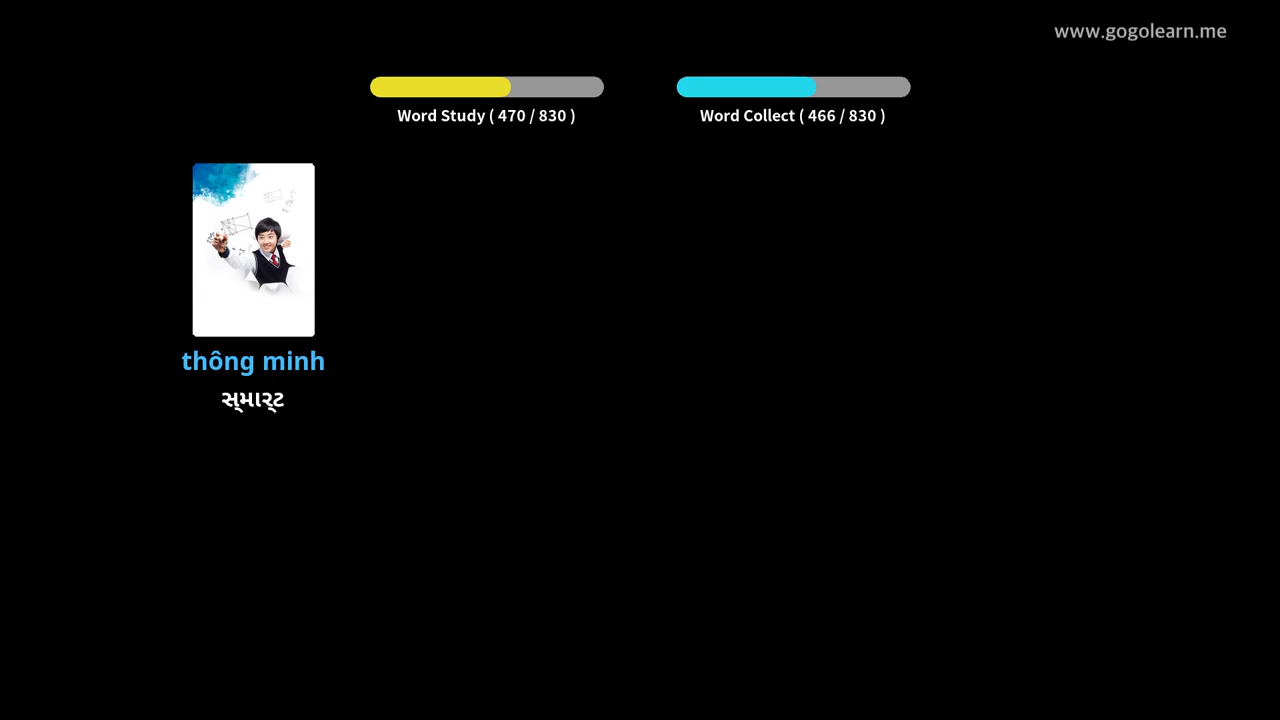 www.gogolearn.me
Word Study ( 470 / 830 )
Word Collect ( 466 / 830 )
thông minh
સ્માર્ટ